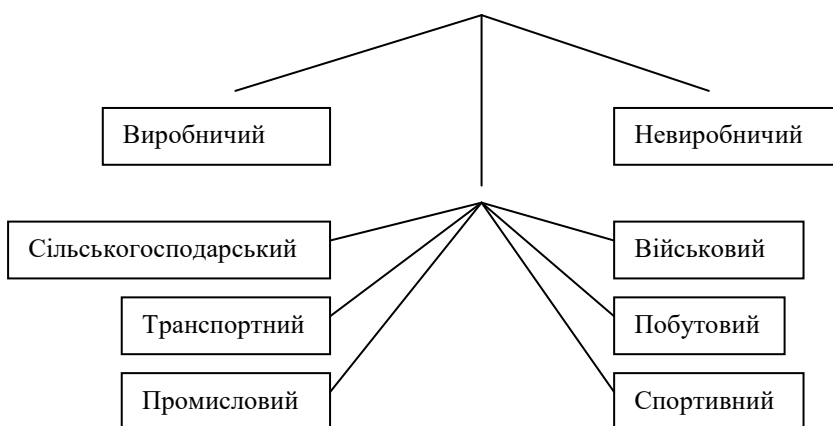 Виробничий
Невиробничий
Сільськогосподарський
Військовий
Транспортний
Побутовий
Промисловий
Спортивний